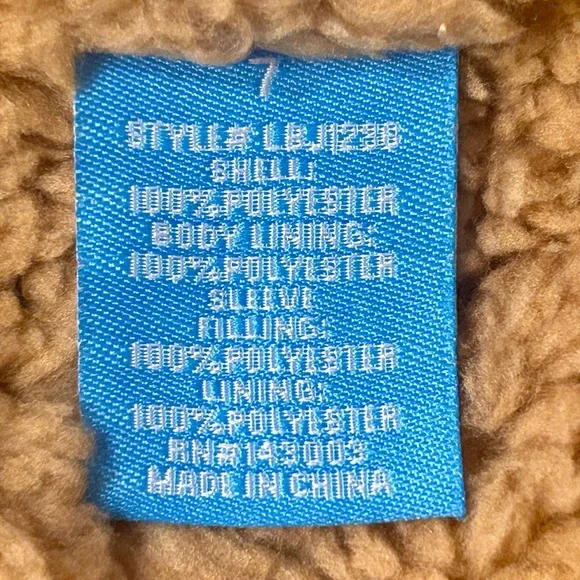 7
STYLE# LBJ1236
SHELL:
100%POLYESTER
BODY LINING:
100%POLYESTER
SLEEVE
FILLING:
100%POLYESTER
LINING:
100%POLYESTER
RN#143003
MADE IN CHINA